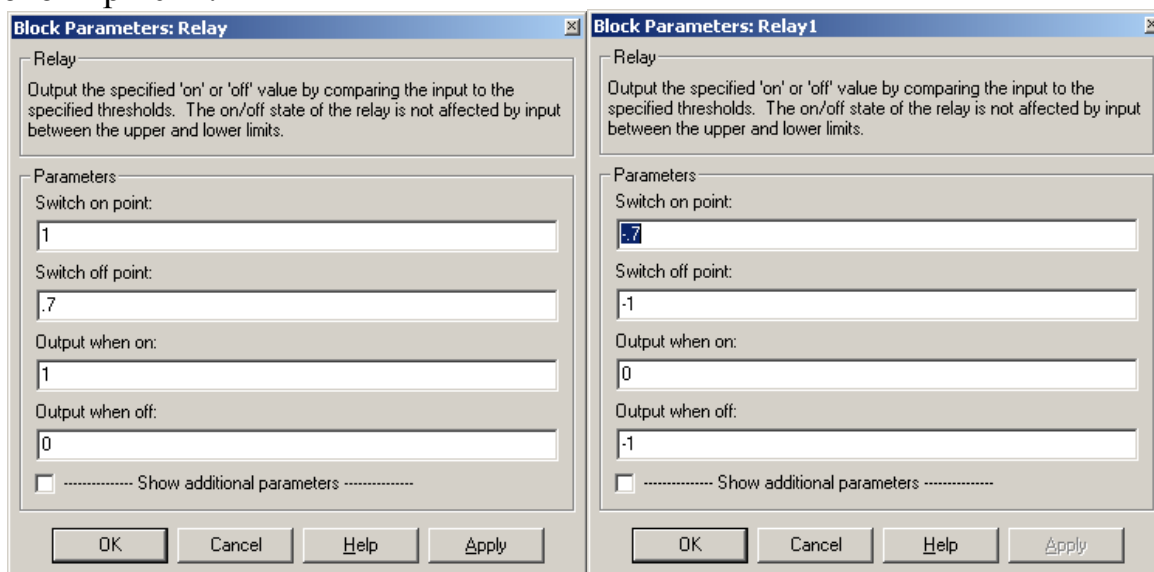 Block Parameters: Relay
Relay
Output the specified 'on' or 'off' value by comparing the input to the
specified thresholds. The on/off state of the relay is not affected by input
between the upper and lower limits.
Parameters
Switch on point:
1
Switch off point:
.7
Output when on:
1
Output when off:
0
-------------- Show additional parameters --------------
OK Cancel Help Apply
Block Parameters: Relay1
Relay
Output the specified 'on' or 'off' value by comparing the input to the
specified thresholds. The on/off state of the relay is not affected by input
between the upper and lower limits.
Parameters
Switch on point:
-.7
Switch off point:
-1
Output when on:
0
Output when off:
-1
-------------- Show additional parameters --------------
OK Cancel Help Apply